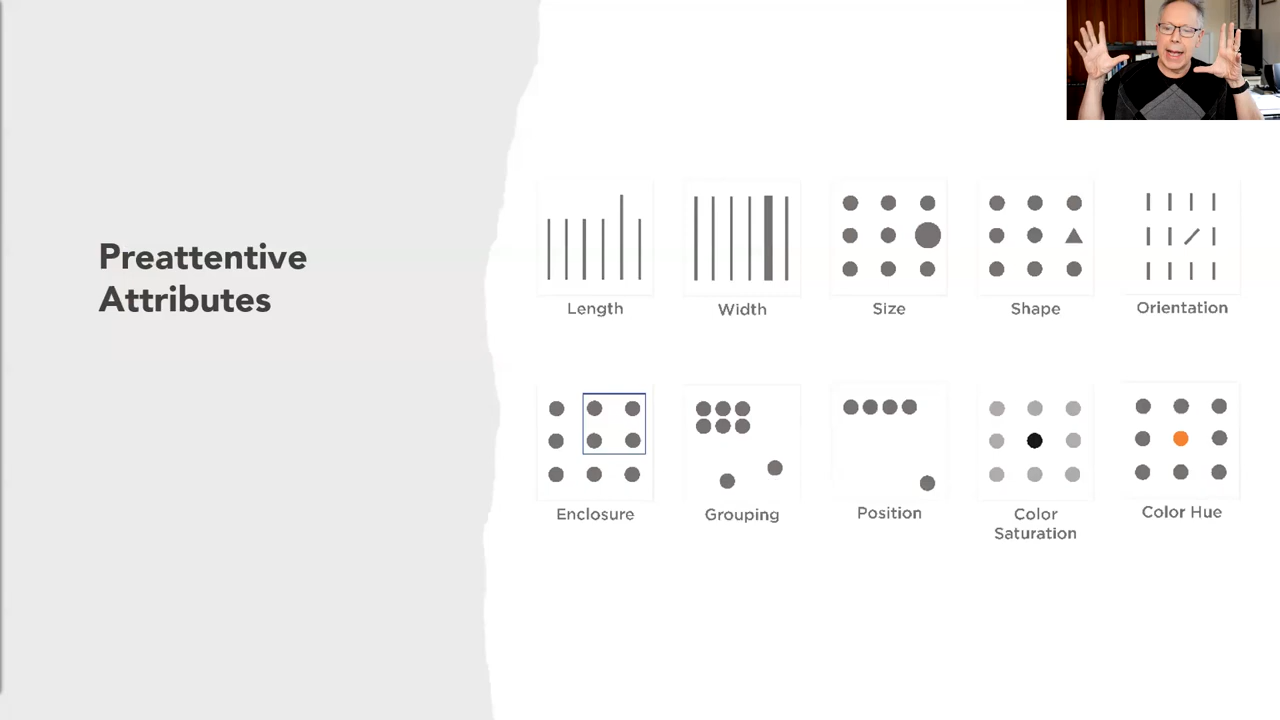 Preattentive
Attributes
Length
Width
Size
Shape
Orientation
Enclosure
Grouping
Position
Color
Saturation
Color Hue